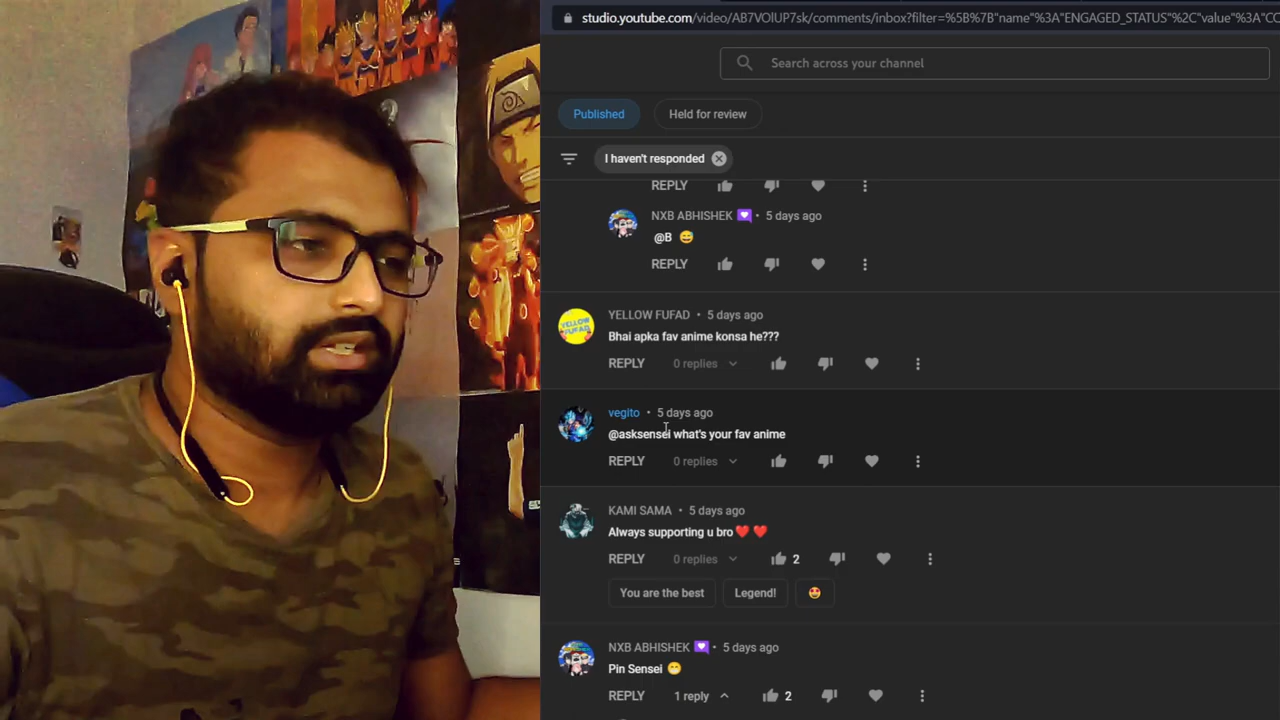 studio.youtube.com/video/AB7VOlUP7sk/comments/inbox?filter=%5B%7B"name"%3A"ENGAGED_STATUS"%2C"value"%3A"CO
Search across your channel
Published
Held for review
I haven't responded
REPLY
NXB ABHISHEK • 5 days ago
@B 😅
REPLY
YELLOW FUFAD
YELLOW FUFAD • 5 days ago
Bhai apka fav anime konsa he???
REPLY 0 replies
vegito • 5 days ago
@asksensei what's your fav anime
REPLY 0 replies
KAMI SAMA • 5 days ago
Always supporting u bro❤️ ❤️
REPLY 0 replies 2
You are the best
Legend!
😍
NXB ABHISHEK • 5 days ago
Pin Sensei 😁
REPLY 1 reply 2